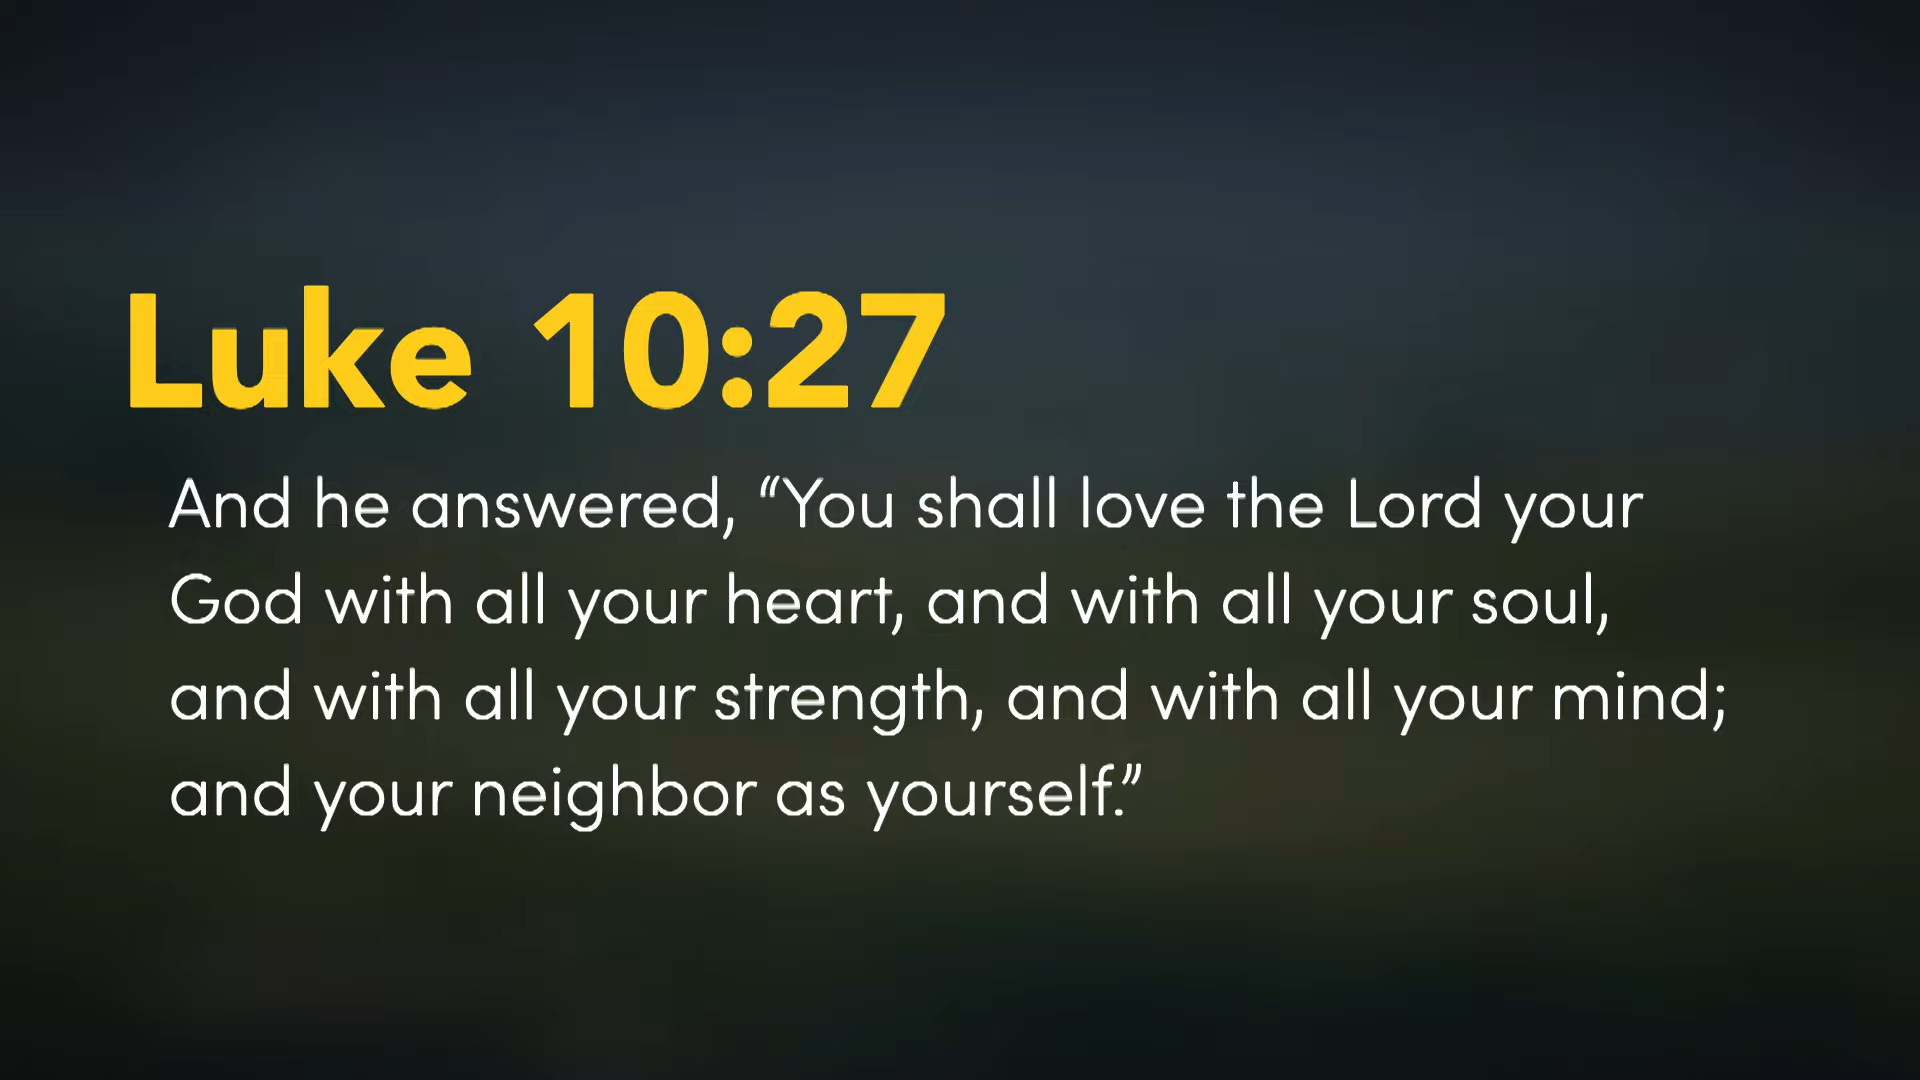 Luke 10:27
And he answered, “You shall love the Lord your
God with all your heart, and with all your soul,
and with all your strength, and with all your mind;
and your neighbor as yourself.”